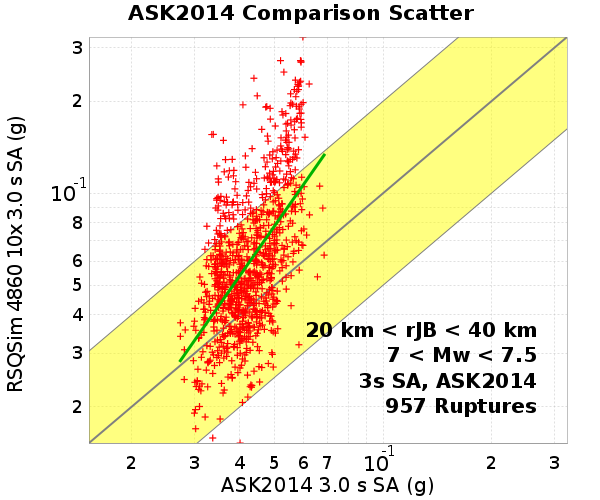 ASK2014 Comparison Scatter
RSQSim 4860 10x 3.0 s SA (g)
3
2
10⁻¹
8
6
5
4
3
2
20 km < rJB < 40 km
7 < Mw < 7.5
3s SA, ASK2014
957 Ruptures
2 3 4 5 6 7 10⁻¹ 2 3
ASK2014 3.0 s SA (g)